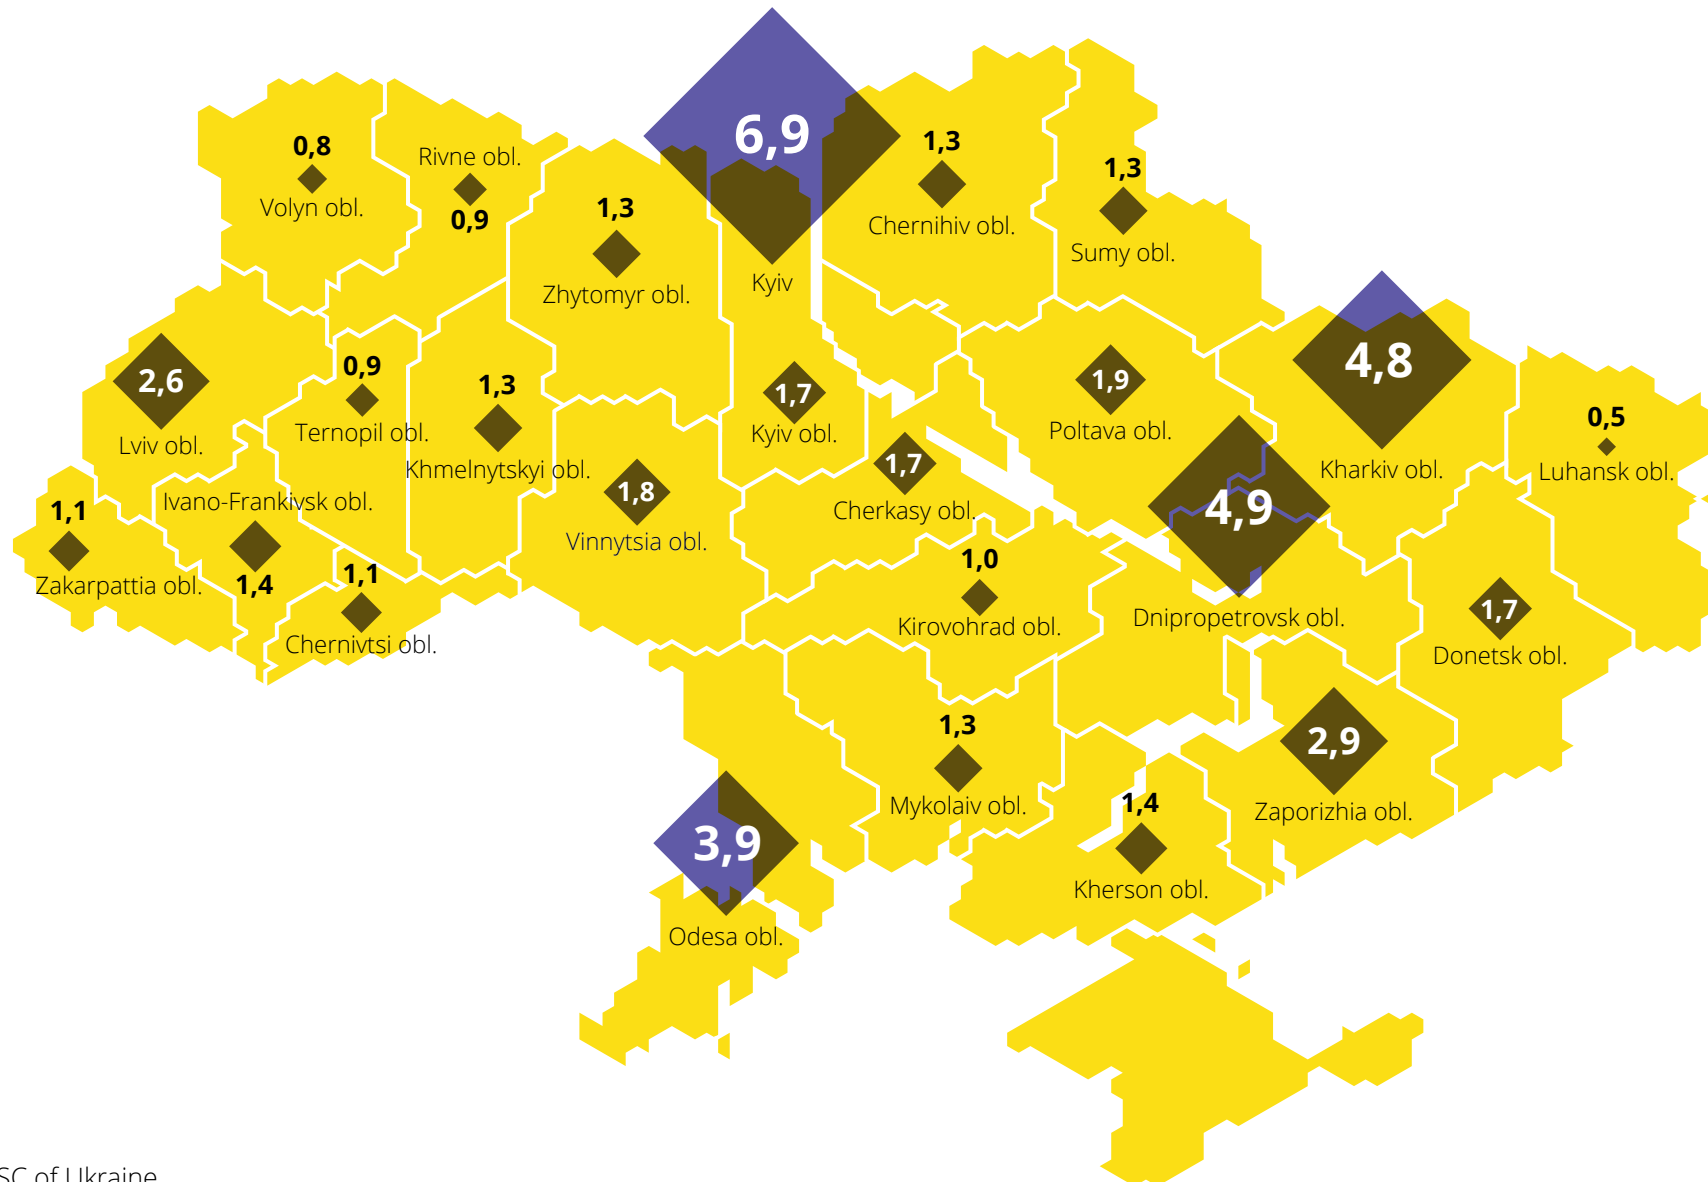 6,9
Kyiv
0,8
Volyn obl.
Rivne obl.
0,9
1,3
Zhytomyr obl.
1,3
Chernihiv obl.
1,3
Sumy obl.
2,6
Lviv obl.
0,9
Ternopil obl.
1,3
Khmelnytskyi obl.
1,7
Kyiv obl.
1,9
Poltava obl.
4,8
Kharkiv obl.
0,5
Luhansk obl.
1,1
Zakarpattia obl.
Ivano-Frankivsk obl.
1,4
1,1
Chernivtsi obl.
1,8
Vinnytsia obl.
1,7
Cherkasy obl.
4,9
Dnipropetrovsk obl.
1,0
Kirovohrad obl.
1,7
Donetsk obl.
1,3
Mykolaiv obl.
2,9
Zaporizhia obl.
1,4
Kherson obl.
3,9
Odesa obl.
SC of Ukraine